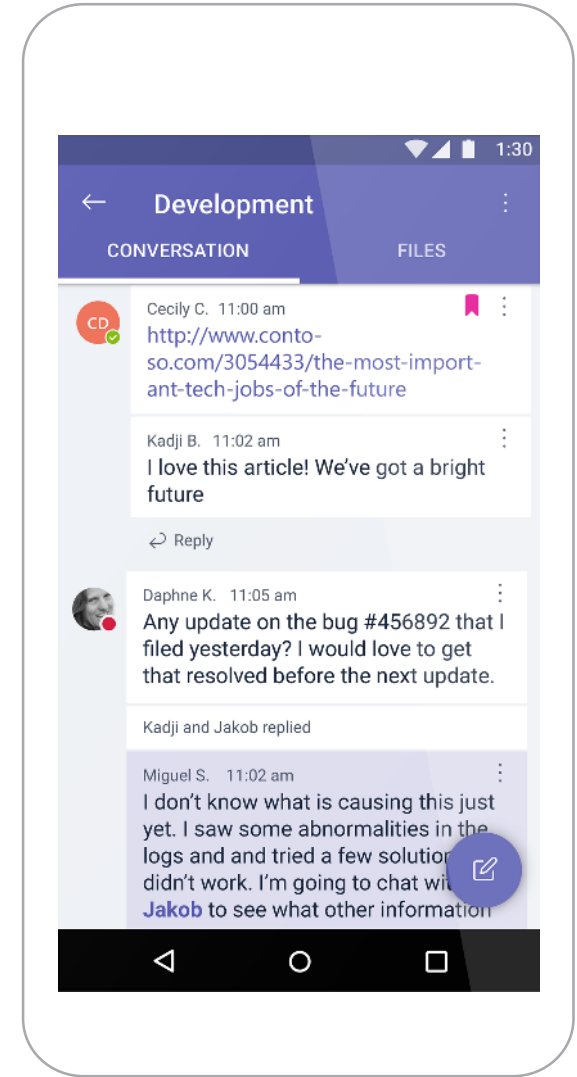 1:30
Development
CONVERSATION FILES
CD
Cecily C. 11:00 am
http://www.conto-
so.com/3054433/the-most-import-
ant-tech-jobs-of-the-future
Kadji B. 11:02 am
I love this article! We've got a bright
future
Reply
Daphne K. 11:05 am
Any update on the bug #456892 that I
filed yesterday? I would love to get
that resolved before the next update.
Kadji and Jakob replied
Miguel S. 11:02 am
I don't know what is causing this just
yet. I saw some abnormalities in the
logs and and tried a few
didn't work. I'm going to chat
Jakob to see what other information